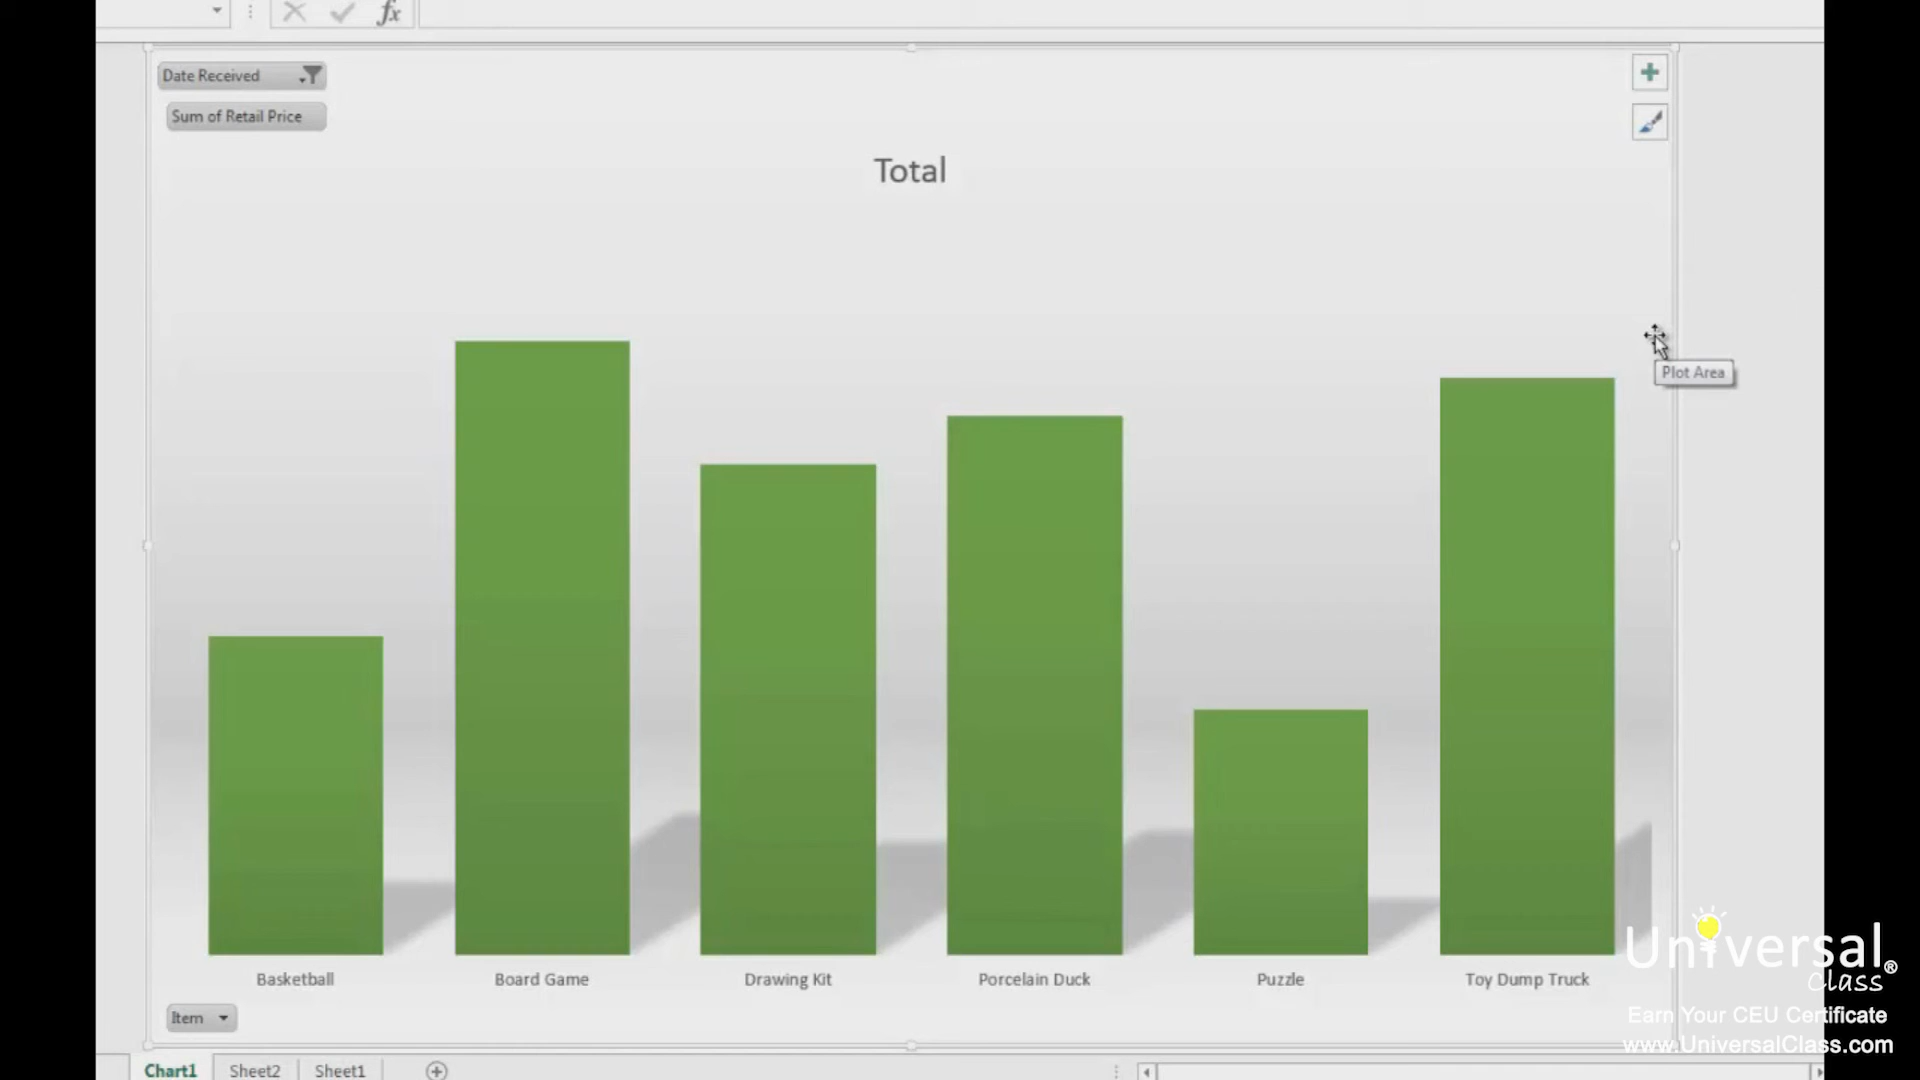 fx
Date Received
Sum of Retail Price
Total
Plot Area
Basketball Board Game Drawing Kit Porcelain Duck Puzzle Toy Dump Truck
Item
Chart1 Sheet2 Sheet1
Universal®
Class
Earn Your CEU Certificate
www.UniversalClass.com